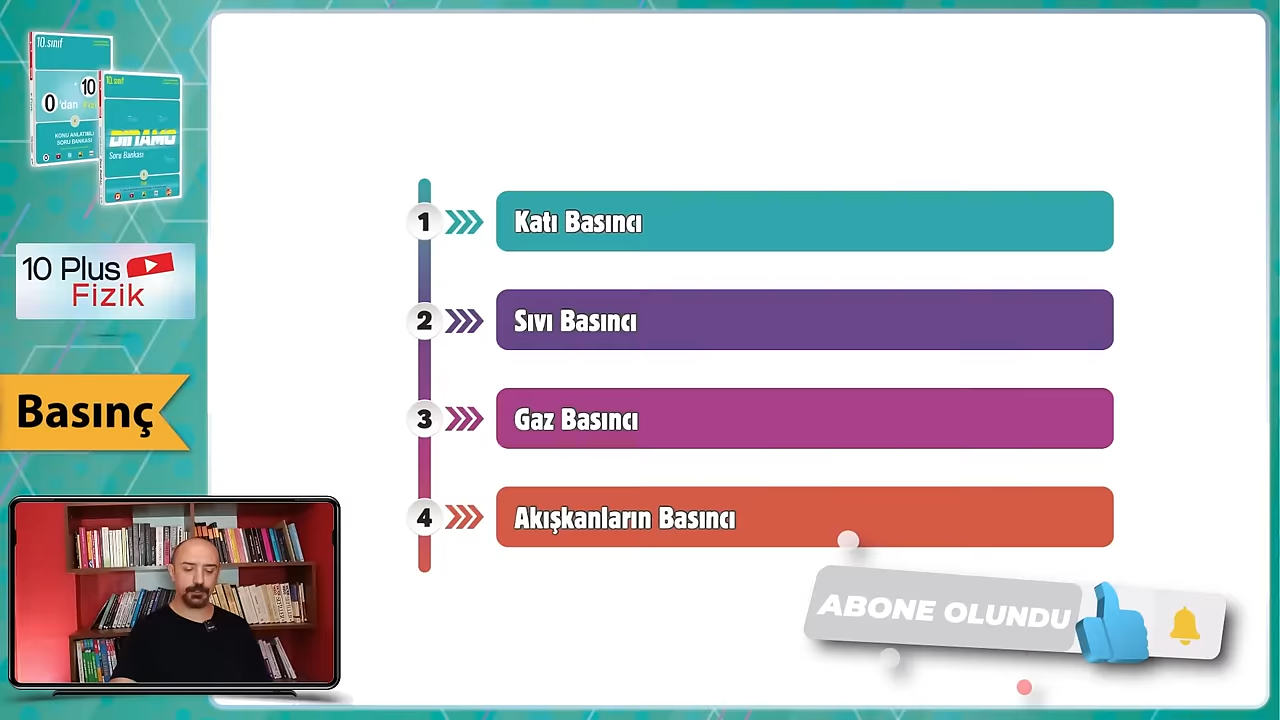 10.sınıf
10
0'dan
KONU ANLATIMLI
SORU BANKASI
10.sınıf
DİNAMO
Soru Bankası
10 Plus
Fizik
Basınç
1
Katı Basıncı
2
Sıvı Basıncı
3
Gaz Basıncı
4
Akışkanların Basıncı
ABONE OLUNDU